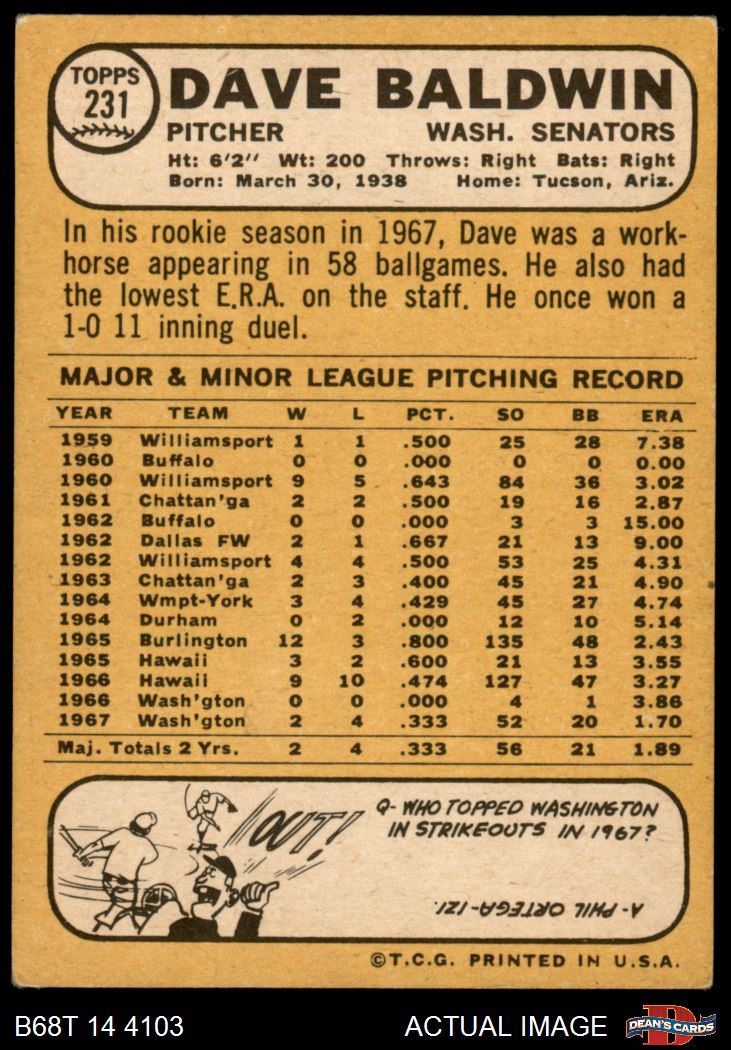 TOPPS
231
DAVE BALDWIN
PITCHER WASH. SENATORS
Ht: 6'2" Wt: 200 Throws: Right Bats: Right
Born: March 30, 1938 Home: Tucson, Ariz.
In his rookie season in 1967, Dave was a work-
horse appearing in 58 ballgames. He also had
the lowest E.R.A. on the staff. He once won a
1-0 11 inning duel.
MAJOR & MINOR LEAGUE PITCHING RECORD
YEAR TEAM W L PCT. SO BB ERA
1959 Williamsport 1 1 .500 25 28 7.38
1960 Buffalo 0 0 .000 0 0 0.00
1960 Williamsport 9 5 .643 84 36 3.02
1961 Chattan'ga 2 2 .500 19 16 2.87
1962 Buffalo 0 0 .000 3 3 15.00
1962 Dallas FW 2 1 .667 21 13 9.00
1962 Williamsport 4 4 .500 53 25 4.31
1963 Chattan'ga 2 3 .400 45 21 4.90
1964 Wmpt-York 3 4 .429 45 27 4.74
1964 Durham 0 2 .000 12 10 5.14
1965 Burlington 12 3 .800 135 48 2.43
1965 Hawaii 3 2 .600 21 13 3.55
1966 Hawaii 9 10 .474 127 47 3.27
1966 Wash'gton 0 0 .000 4 1 3.86
1967 Wash'gton 2 4 .333 52 20 1.70
Maj. Totals 2 Yrs. 2 4 .333 56 21 1.89
OUT!
Q- WHO TOPPED WASHINGTON
IN STRIKEOUTS IN 1967?
A- PHIL ORTEGA-121.
©T.C.G. PRINTED IN U.S.A.
B68T 14 4103 ACTUAL IMAGE
D
DEAN'S CARDS